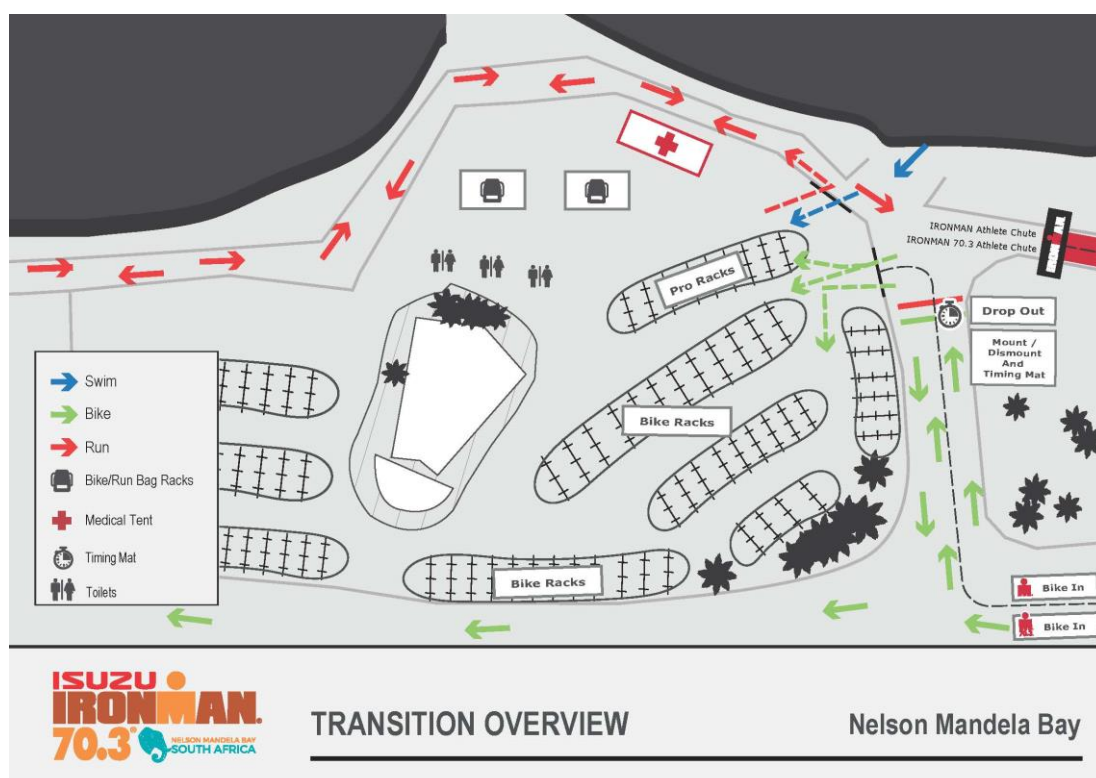 IRONMAN Athlete Chute
IRONMAN 70.3 Athlete Chute
IRONMAN
Pro Racks
Drop Out
Mount /
Dismount
And
Timing Mat
Bike Racks
Swim
Bike
Run
Bike/Run Bag Racks
Medical Tent
Timing Mat
Toilets
Bike Racks
Bike In
Bike In
ISUZU
IRONMAN.
70.3
NELSON MANDELA BAY
SOUTH AFRICA
TRANSITION OVERVIEW
Nelson Mandela Bay